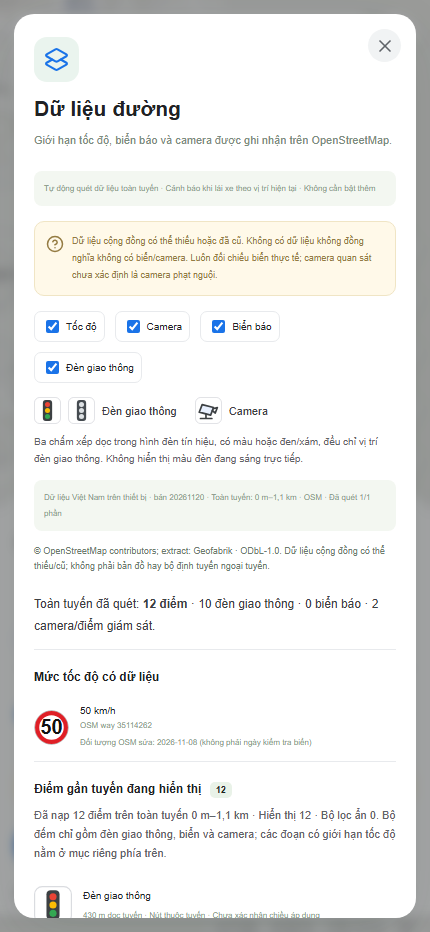 Dữ liệu đường
Giới hạn tốc độ, biển báo và camera được ghi nhận trên OpenStreetMap.
Tự động quét dữ liệu toàn tuyến · Cảnh báo khi lái xe theo vị trí hiện tại · Không cần bật thêm
Dữ liệu cộng đồng có thể thiếu hoặc đã cũ. Không có dữ liệu không đồng
nghĩa không có biển/camera. Luôn đối chiếu biển thực tế; camera quan sát
chưa xác định là camera phạt nguội.
Tốc độ
Camera
Biển báo
Đèn giao thông
Đèn giao thông
Camera
Ba chấm xếp dọc trong hình đèn tín hiệu, có màu hoặc đen/xám, đều chỉ vị trí
đèn giao thông. Không hiển thị màu đèn đang sáng trực tiếp.
Dữ liệu Việt Nam trên thiết bị · bản 20261120 · Toàn tuyến: 0 m–1,1 km · OSM · Đã quét 1/1
phần
© OpenStreetMap contributors; extract: Geofabrik · ODbL-1.0. Dữ liệu cộng đồng có thể
thiếu/cũ; không phải bản đồ hay bộ định tuyến ngoại tuyến.
Toàn tuyến đã quét: 12 điểm · 10 đèn giao thông · 0 biển báo · 2
camera/điểm giám sát.
Mức tốc độ có dữ liệu
50
50 km/h
OSM way 35114262
Đối tượng OSM sửa: 2026-11-08 (không phải ngày kiểm tra biển)
Điểm gần tuyến đang hiển thị 12
Đã nạp 12 điểm trên toàn tuyến 0 m–1,1 km · Hiển thị 12 · Bộ lọc ẩn 0. Bộ
đếm chỉ gồm đèn giao thông, biển và camera; các đoạn có giới hạn tốc độ
nằm ở mục riêng phía trên.
Đèn giao thông
430 m dọc tuyến · Nút thuộc tuyến · Chưa xác nhận chiều áp dụng